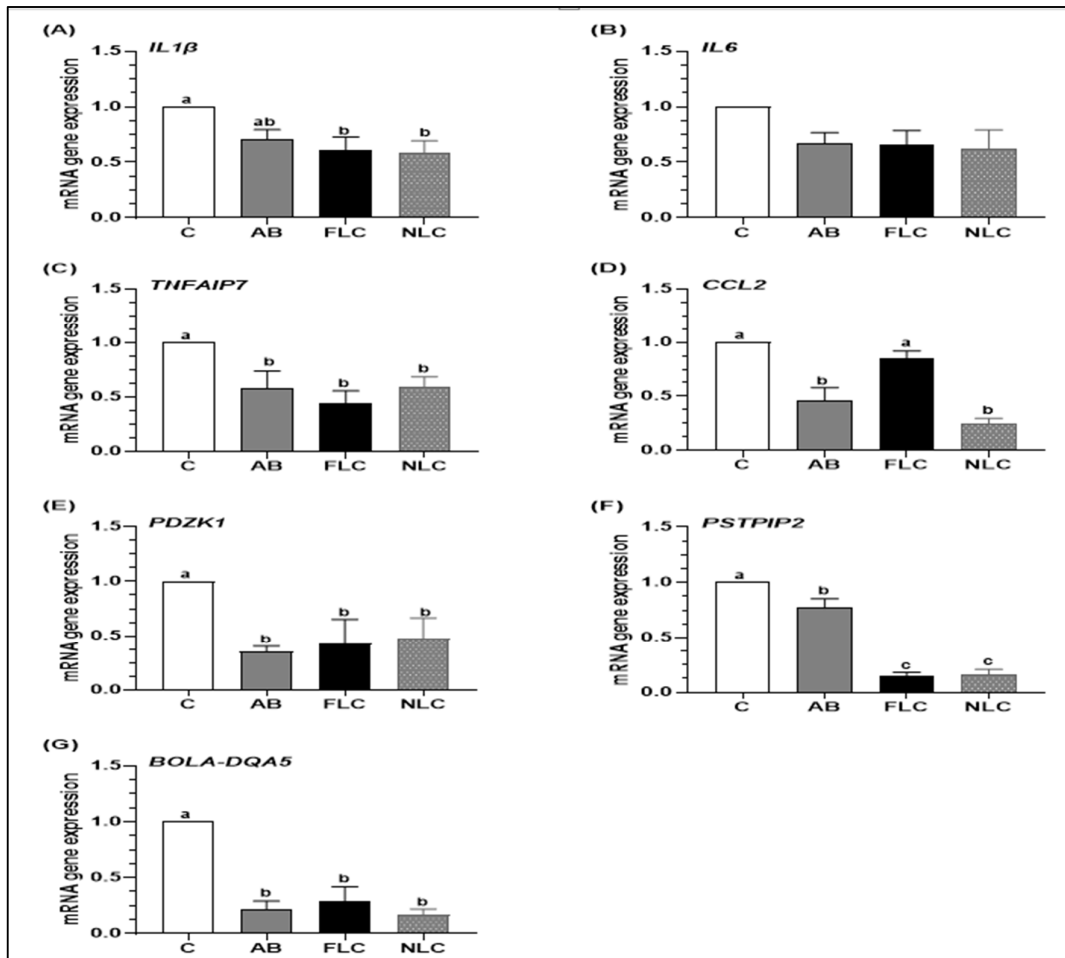 (A)
IL1β
mRNA gene expression
1.5
1.0
0.5
0.0
a
ab
b
b
C AB FLC NLC
(B)
IL6
mRNA gene expression
1.5
1.0
0.5
0.0
C AB FLC NLC
(C)
TNFAIP7
mRNA gene expression
1.5
1.0
0.5
0.0
a
b
b
b
C AB FLC NLC
(D)
CCL2
mRNA gene expression
1.5
1.0
0.5
0.0
a
b
a
b
C AB FLC NLC
(E)
PDZK1
mRNA gene expression
1.5
1.0
0.5
0.0
a
b
b
b
C AB FLC NLC
(F)
PSTPIP2
mRNA gene expression
1.5
1.0
0.5
0.0
a
b
c
c
C AB FLC NLC
(G)
BOLA-DQA5
mRNA gene expression
1.5
1.0
0.5
0.0
a
b
b
b
C AB FLC NLC